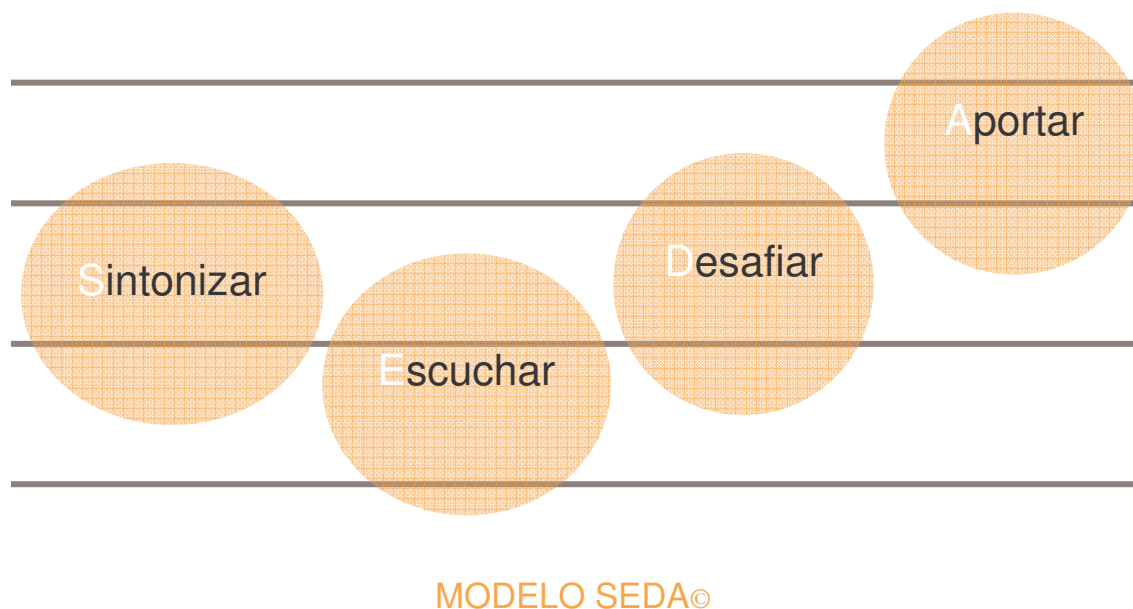 Sintonizar
Escuchar
Desafiar
Aportar
MODELO SEDA©